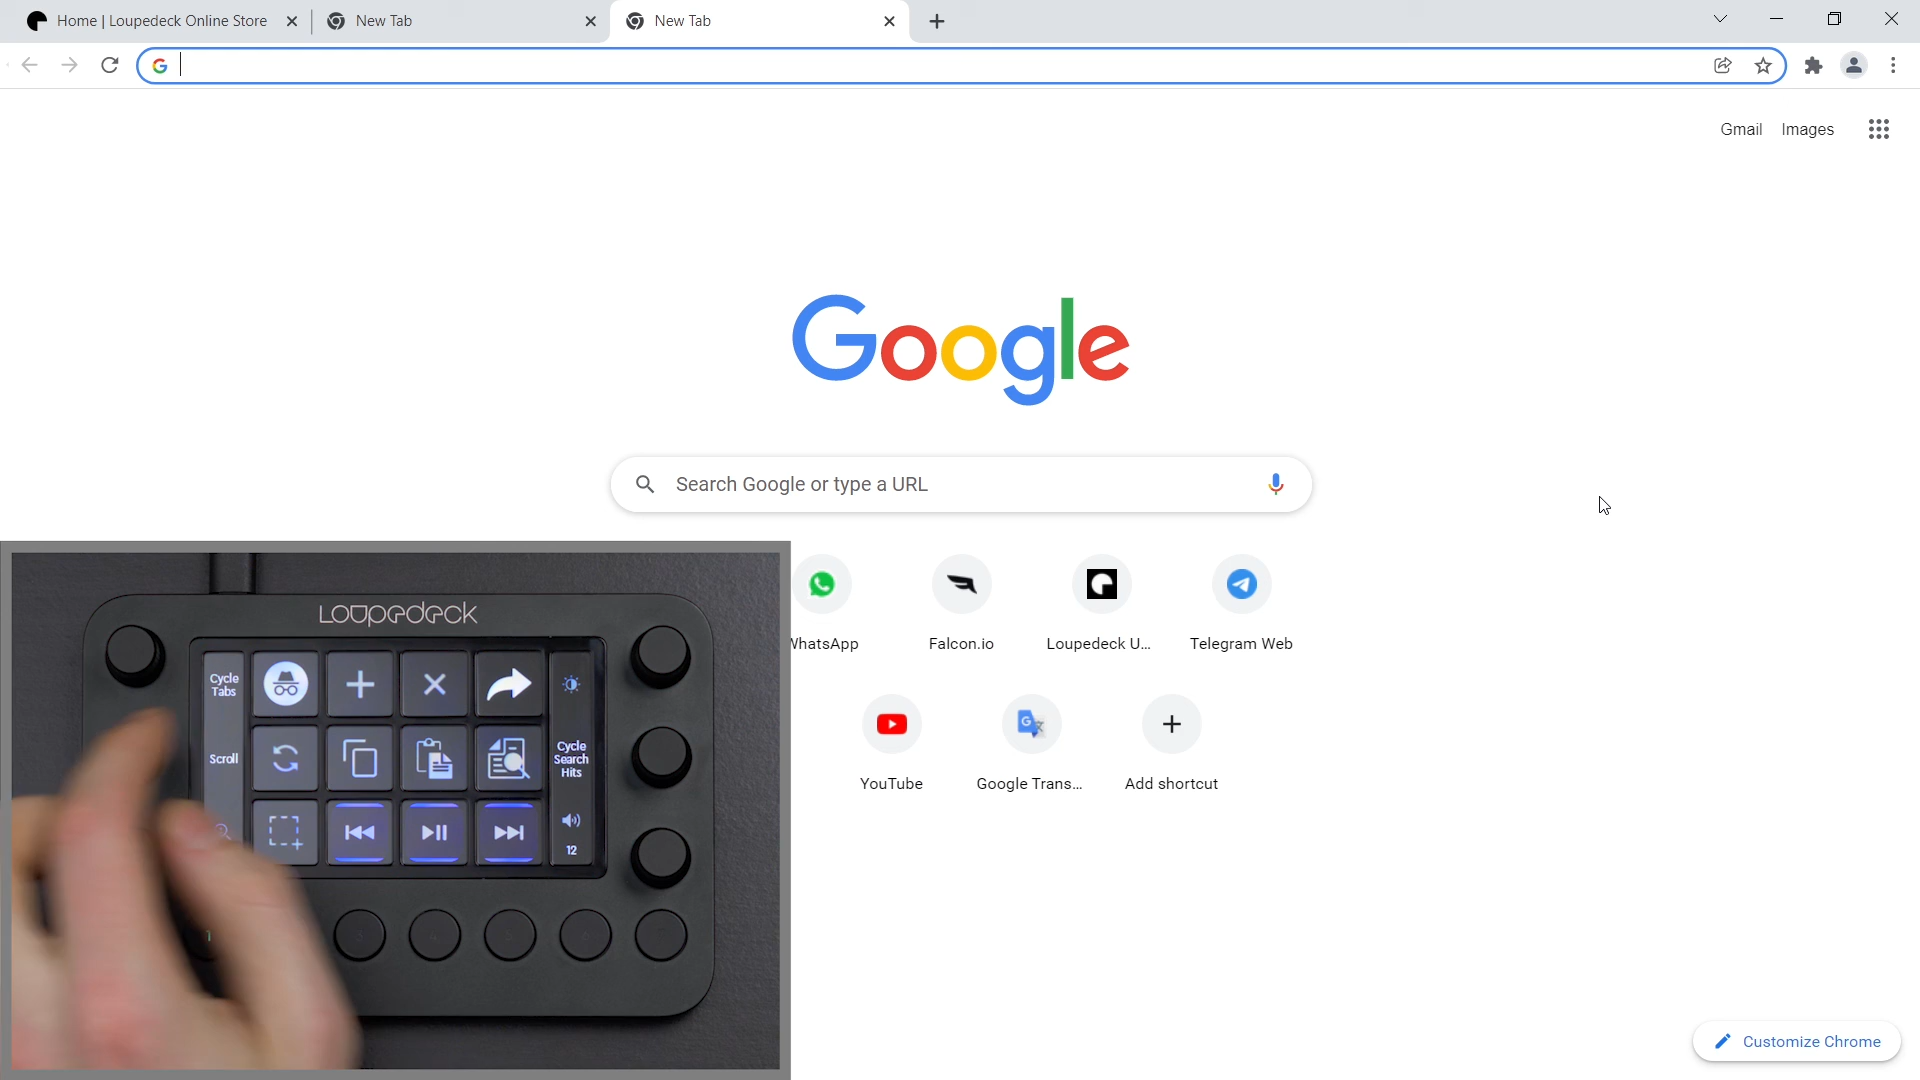 Home | Loupedeck Online Store
New Tab
New Tab
Gmail
Images
Google
Search Google or type a URL
WhatsApp
Falcon.io
Loupedeck U...
Telegram Web
YouTube
Google Trans...
Add shortcut
Customize Chrome
Loupedeck
Cycle
Tabs
Scroll
Cycle
Search
Hits
12
1